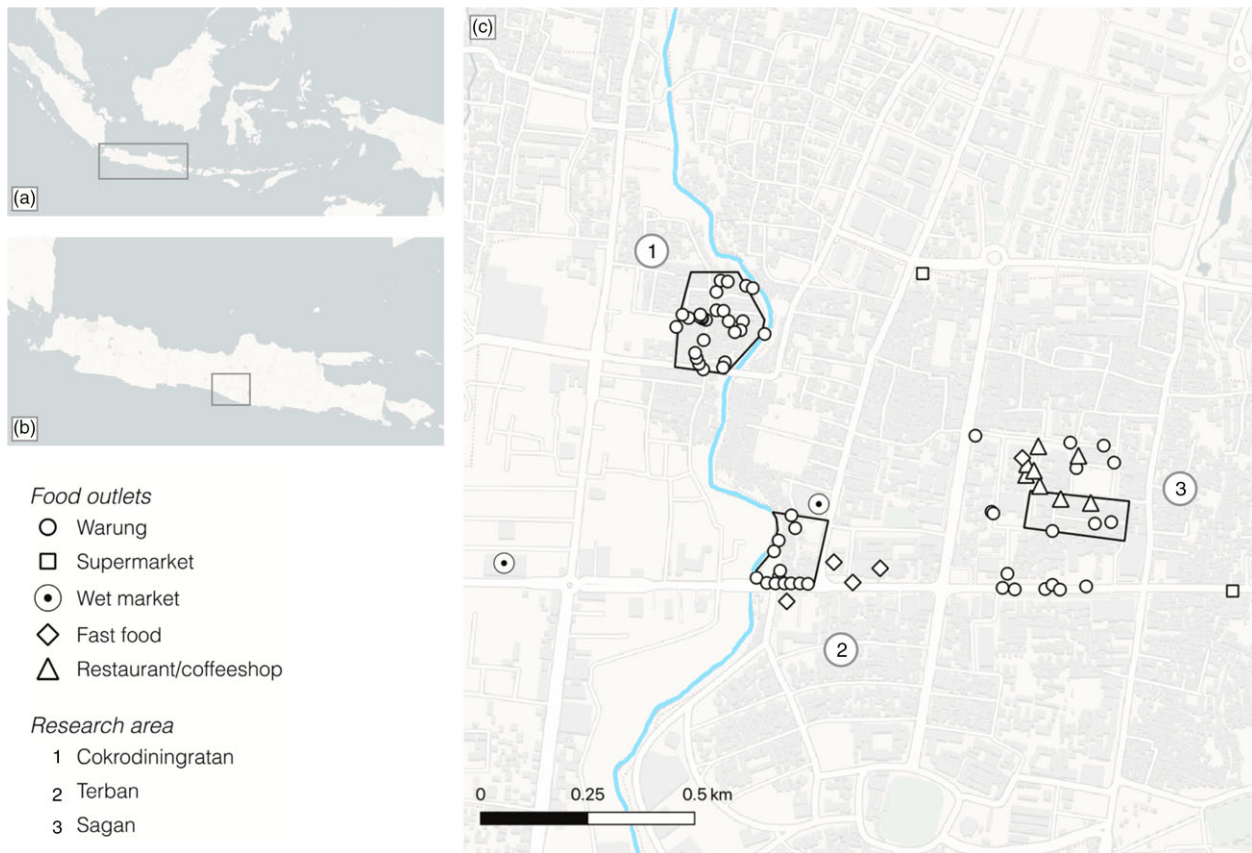 (a)
(b)
Food outlets
Warung
Supermarket
Wet market
Fast food
Restaurant/coffeeshop
Research area
1 Cokrodiningratan
2 Terban
3 Sagan
(c)
1
2
3
0 0.25 0.5 km